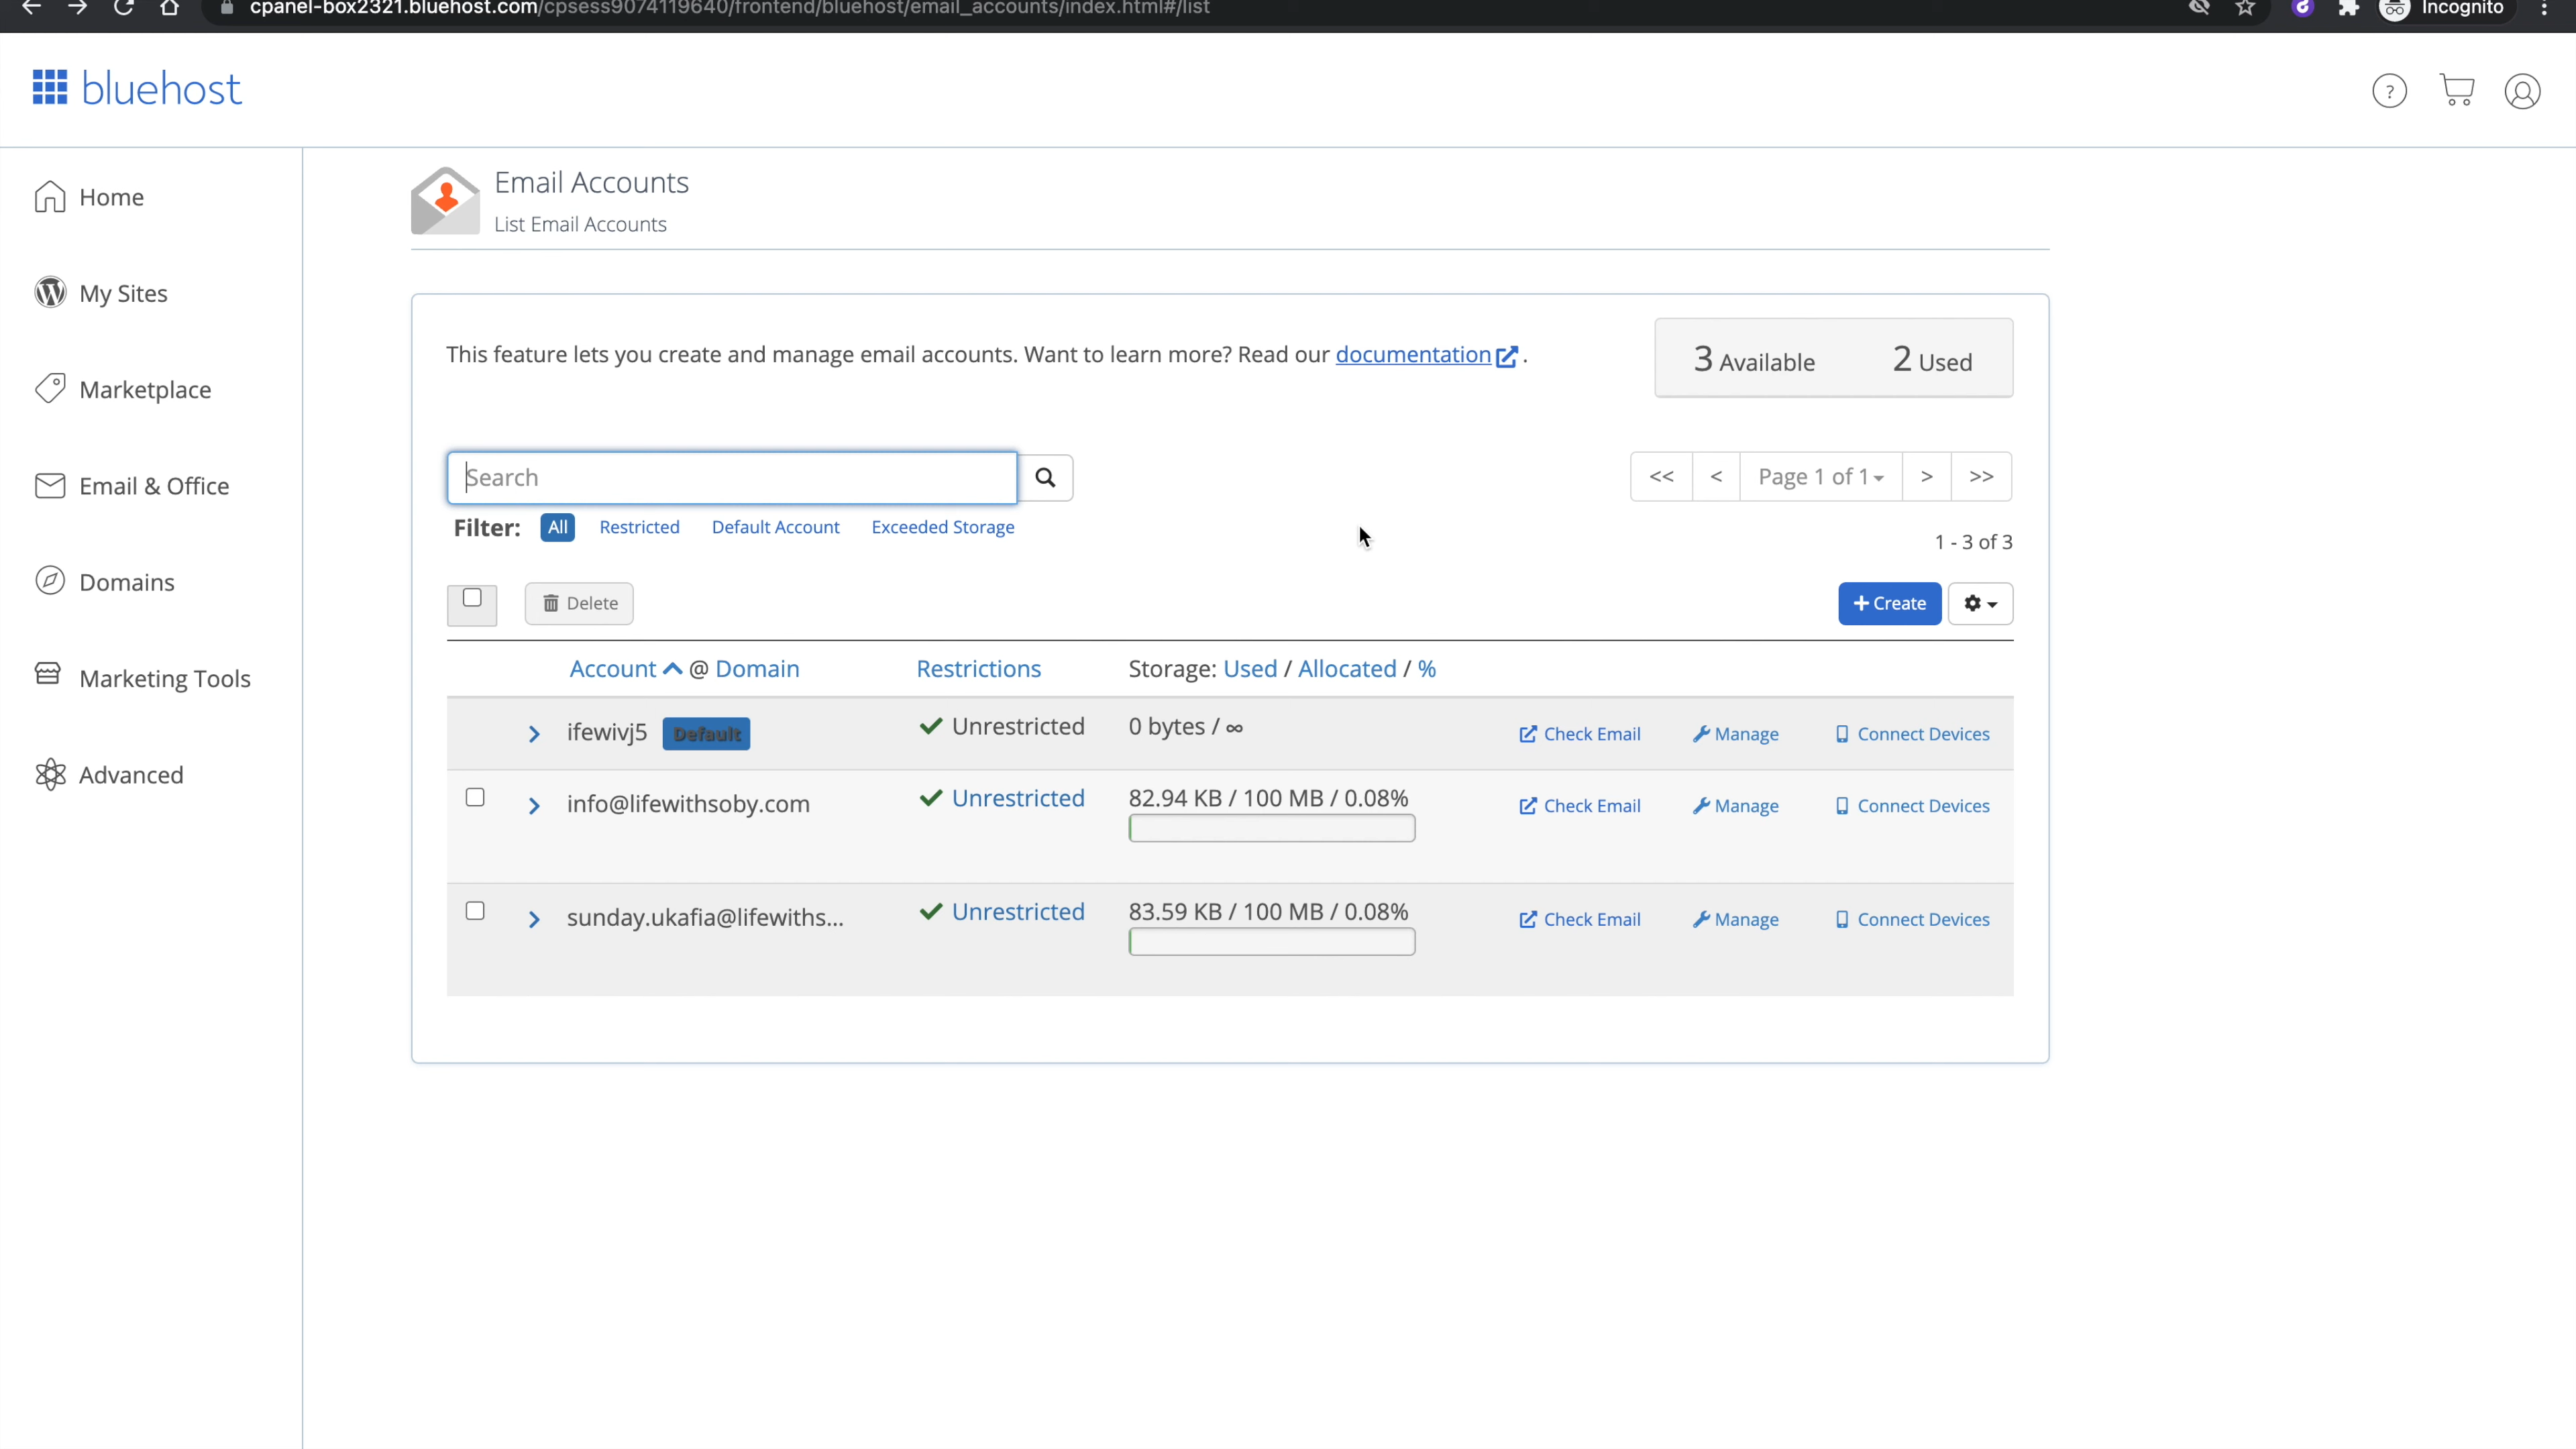 cpanel-box2321.bluehost.com/cpsess9074119640/frontend/bluehost/email_accounts/index.html#/list
Incognito
bluehost
?
Home
My Sites
Marketplace
Email & Office
Domains
Marketing Tools
Advanced
Email Accounts
List Email Accounts
This feature lets you create and manage email accounts. Want to learn more? Read our documentation.
3 Available 2 Used
Search
<< < Page 1 of 1 > >>
Filter: All Restricted Default Account Exceeded Storage
1 - 3 of 3
Delete
+ Create
Account @ Domain Restrictions Storage: Used / Allocated / %
ifewivj5 Default Unrestricted 0 bytes / ∞ Check Email Manage Connect Devices
info@lifewithsoby.com Unrestricted 82.94 KB / 100 MB / 0.08% Check Email Manage Connect Devices
sunday.ukafia@lifewiths... Unrestricted 83.59 KB / 100 MB / 0.08% Check Email Manage Connect Devices